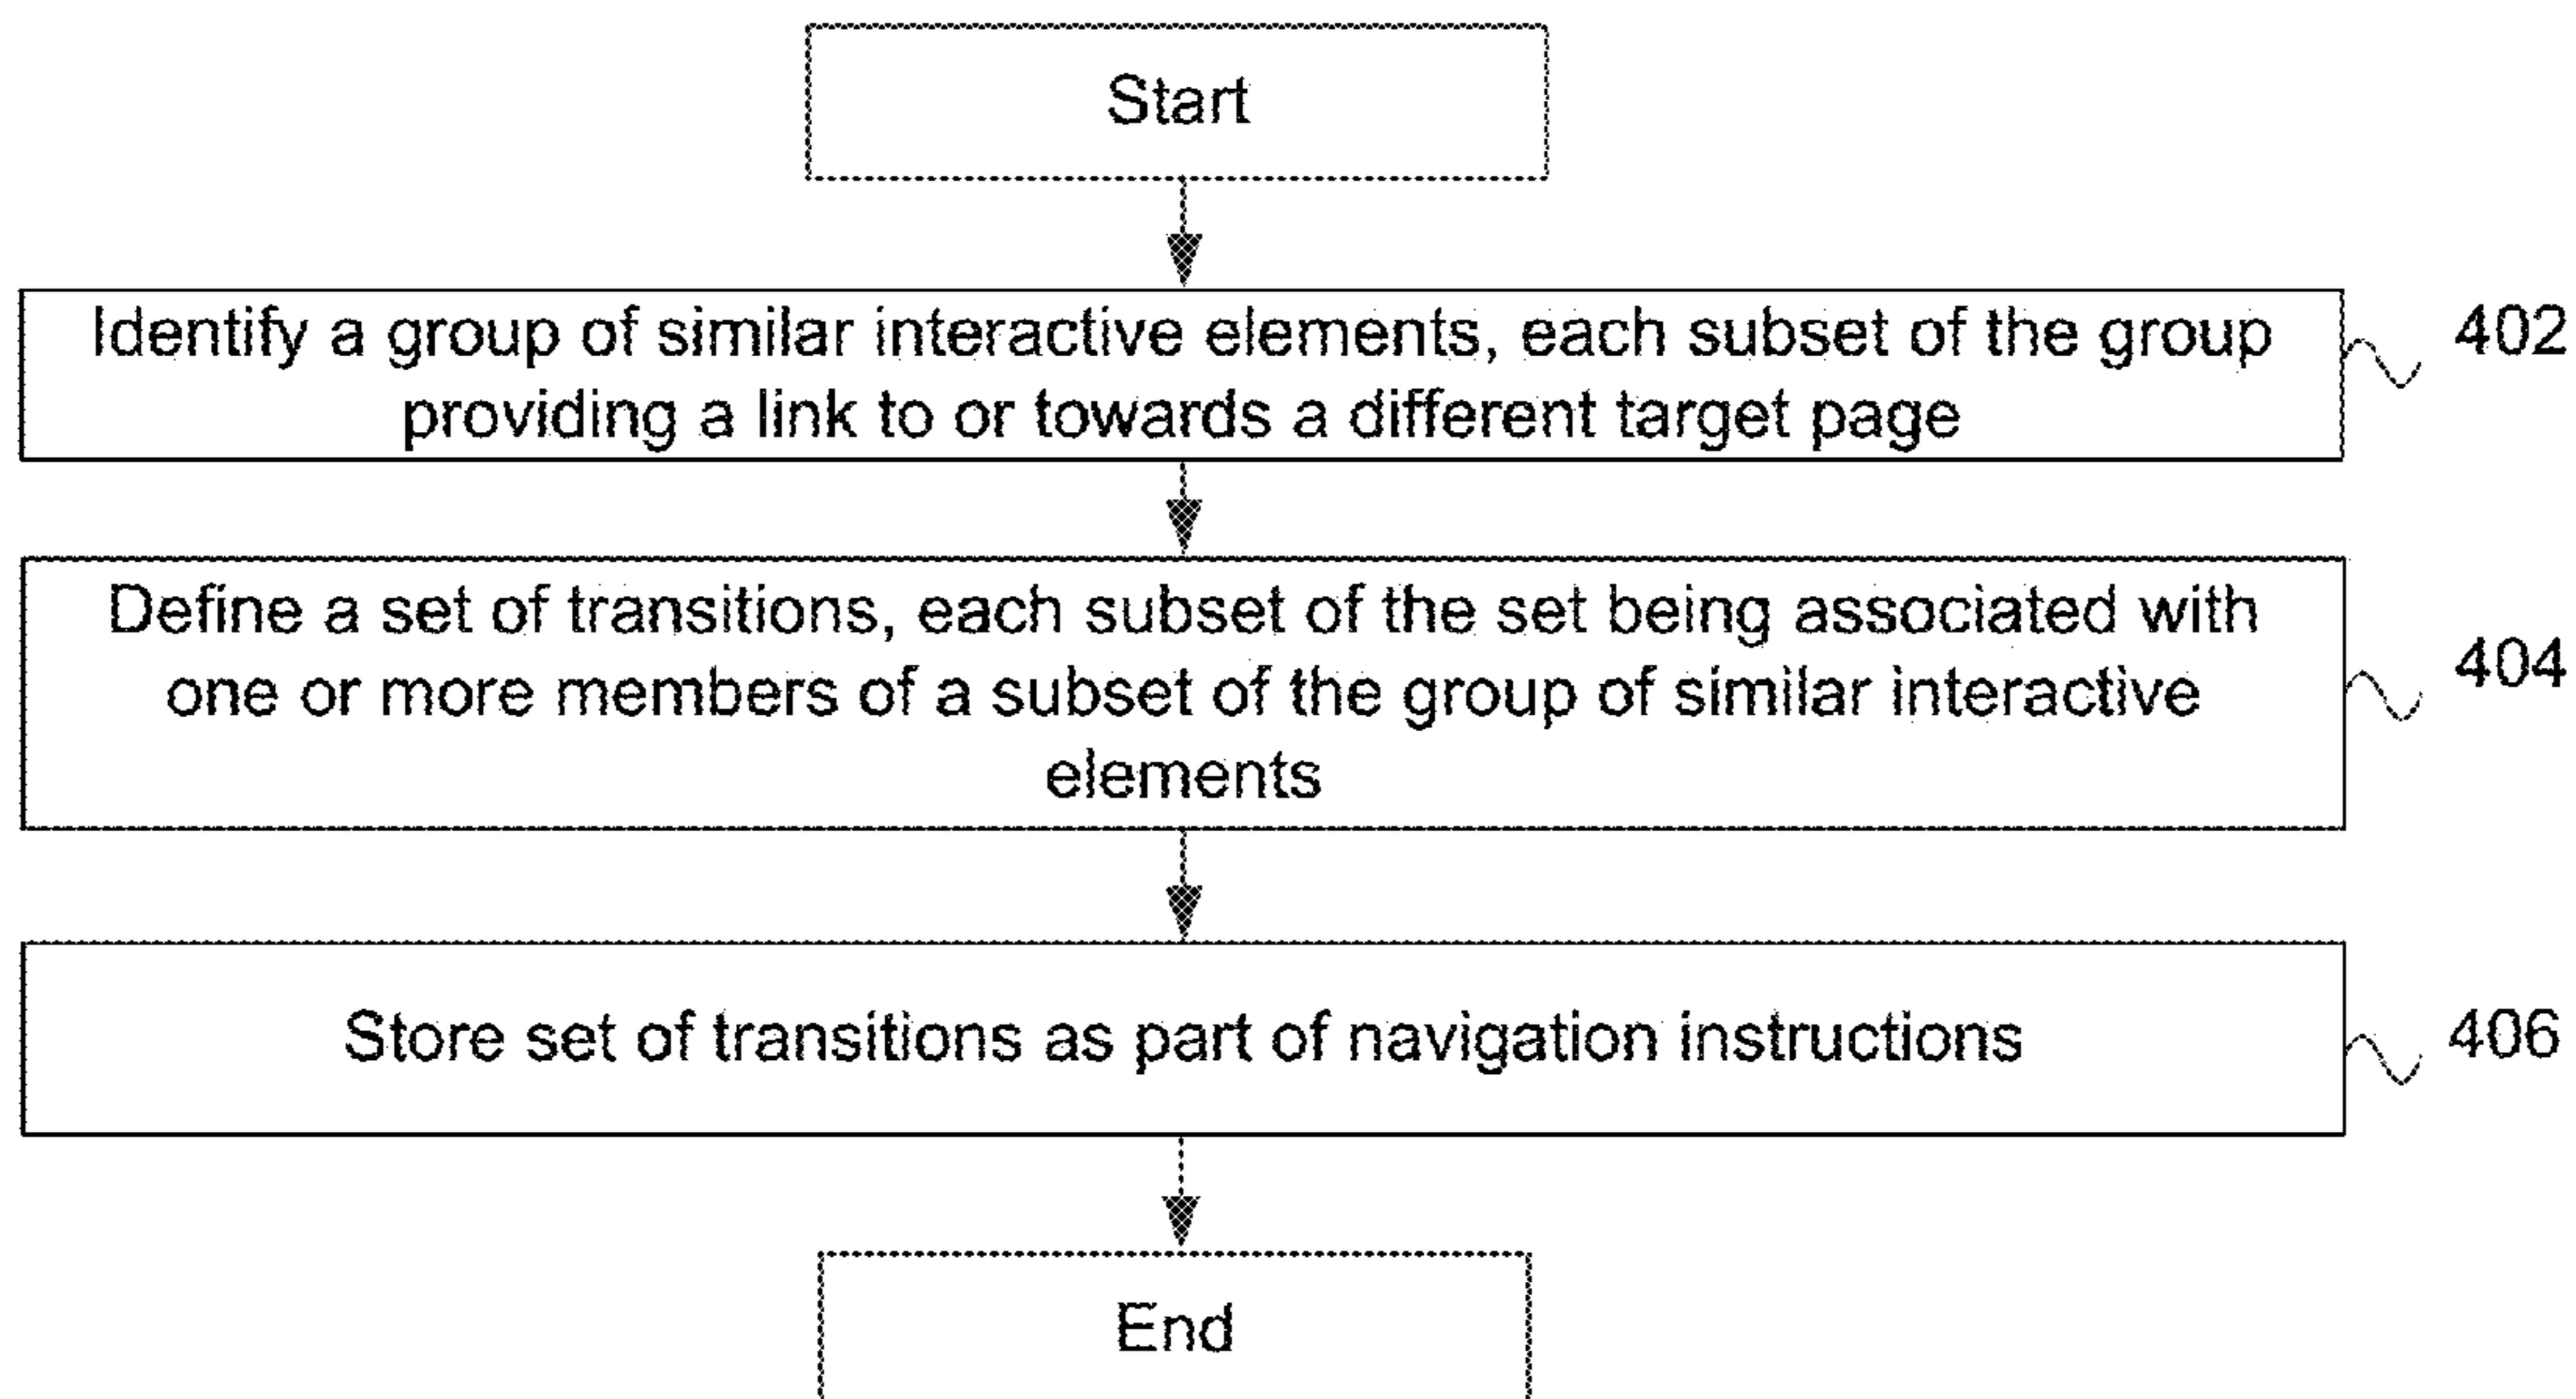 Start
Identify a group of similar interactive elements, each subset of the group
providing a link to or towards a different target page
402
Define a set of transitions, each subset of the set being associated with
one or more members of a subset of the group of similar interactive
elements
404
Store set of transitions as part of navigation instructions
406
End